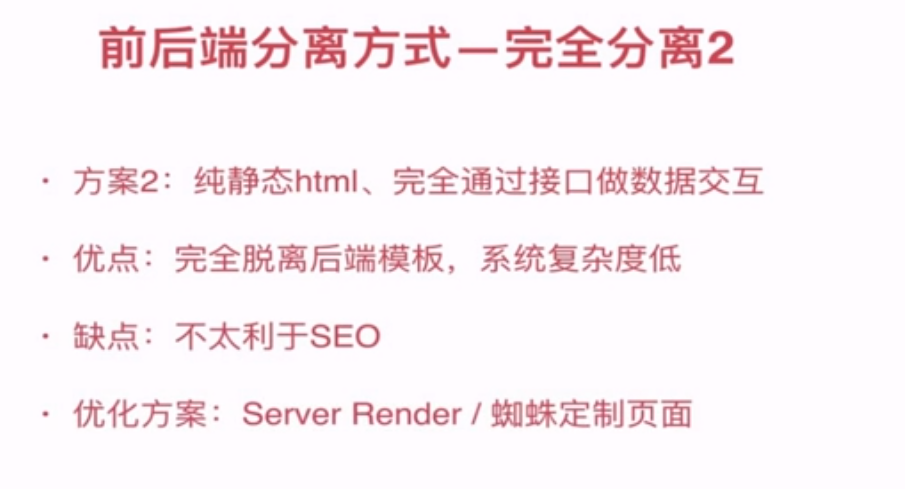 前后端分离方式—完全分离2
· 方案2：纯静态html、完全通过接口做数据交互
· 优点：完全脱离后端模板，系统复杂度低
· 缺点：不太利于SEO
· 优化方案：Server Render / 蜘蛛定制页面